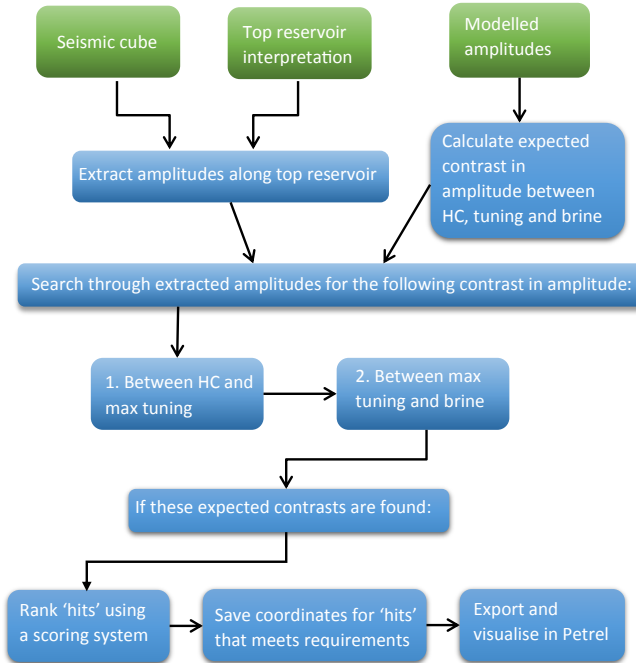 Seismic cube
Top reservoir
interpretation
Modelled
amplitudes
Extract amplitudes along top reservoir
Calculate expected
contrast in
amplitude between
HC, tuning and brine
Search through extracted amplitudes for the following contrast in amplitude:
1. Between HC and
max tuning
2. Between max
tuning and brine
If these expected contrasts are found:
Rank ‘hits’ using
a scoring system
Save coordinates for ‘hits’
that meets requirements
Export and
visualise in Petrel